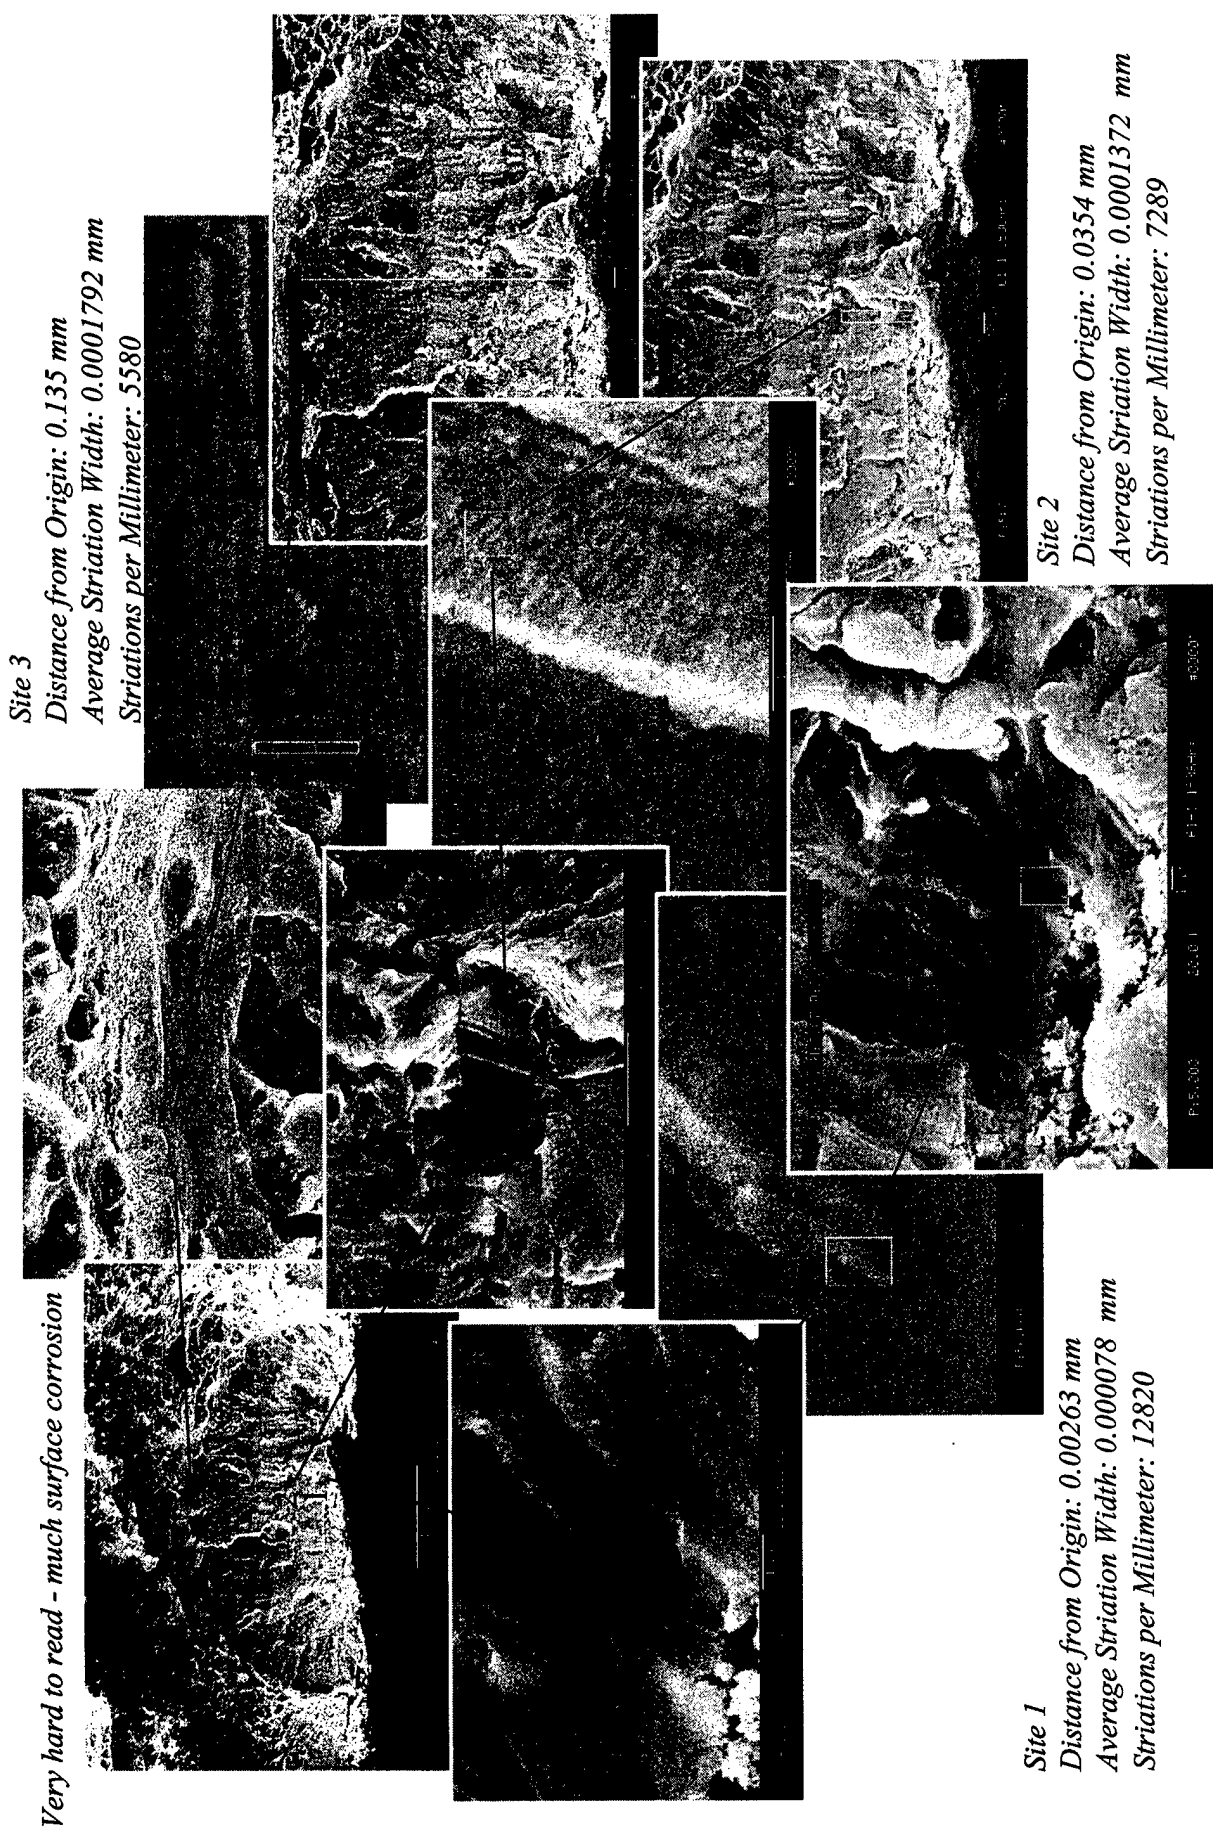 Very hard to read - much surface corrosion
Site 3
Distance from Origin: 0.135 mm
Average Striation Width: 0.0001792 mm
Striations per Millimeter: 5580
Site 1
Distance from Origin: 0.00263 mm
Average Striation Width: 0.000078 mm
Striations per Millimeter: 12820
Site 2
Distance from Origin: 0.0354 mm
Average Striation Width: 0.0001372 mm
Striations per Millimeter: 7289